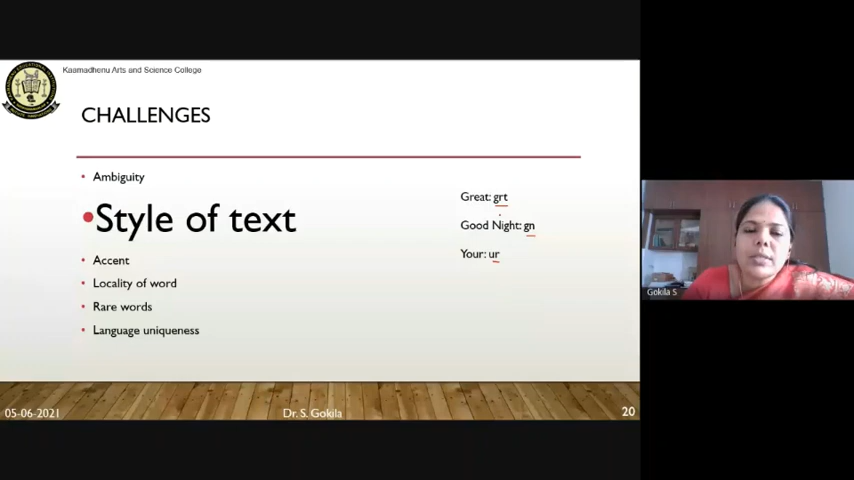 Kaamadhenu Arts and Science College
CHALLENGES
• Ambiguity
•Style of text
• Accent
• Locality of word
• Rare words
• Language uniqueness
Great: grt
Good Night: gn
Your: ur
05-06-2021
Dr. S. Gokila
20
Gokila S